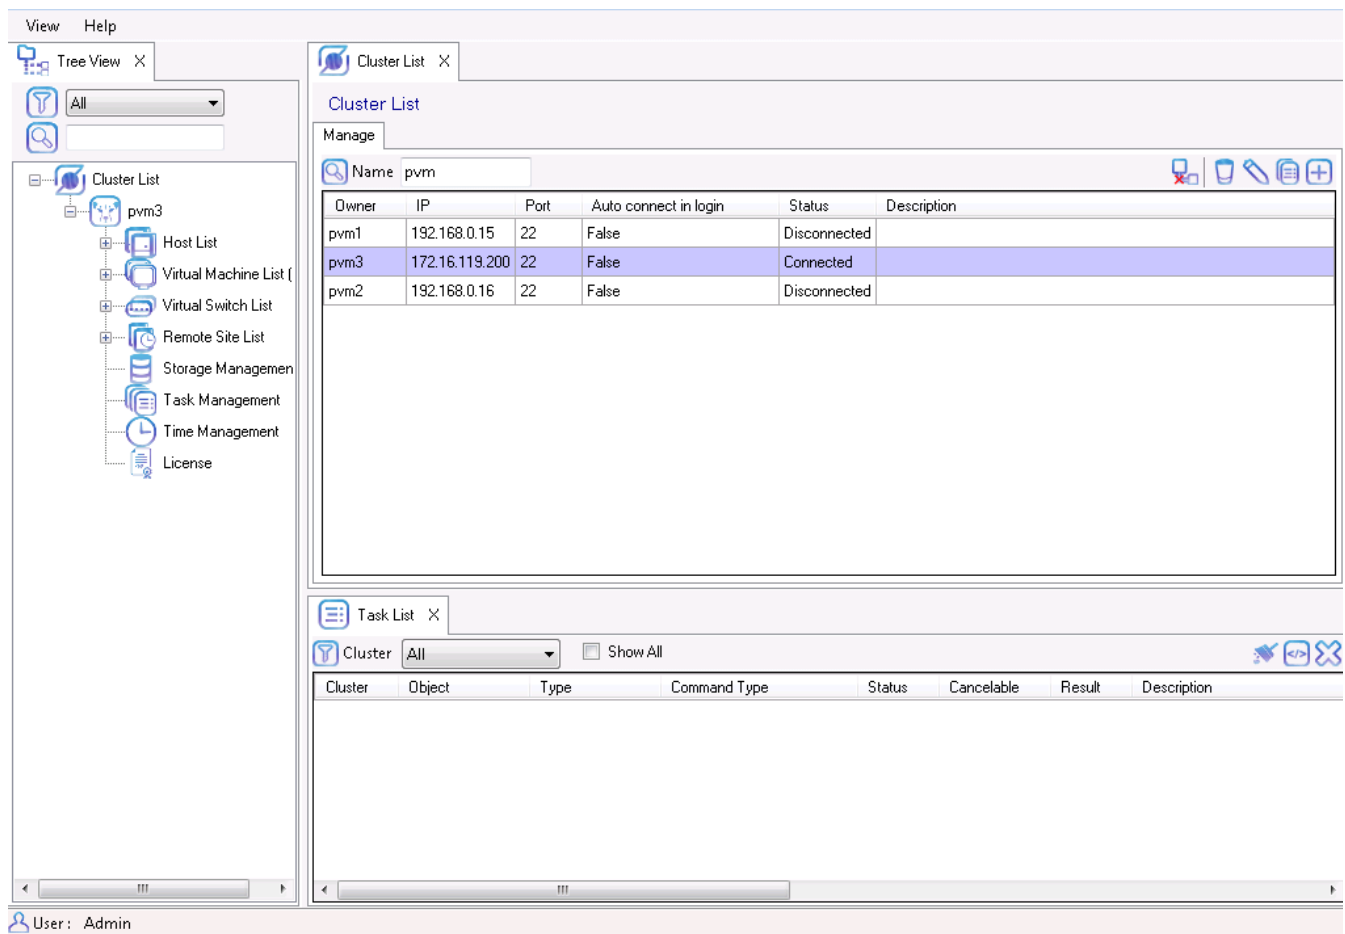 View Help
Tree View X
All
Cluster List
pvm3
Host List
Virtual Machine List (
Virtual Switch List
Remote Site List
Storage Managemen
Task Management
Time Management
License
Cluster List X
Cluster List
Manage
Name pvm
Owner IP Port Auto connect in login Status Description
pvm1 192.168.0.15 22 False Disconnected
pvm3 172.16.119.200 22 False Connected
pvm2 192.168.0.16 22 False Disconnected
Task List X
Cluster All Show All
Cluster Object Type Command Type Status Cancelable Result Description
User: Admin